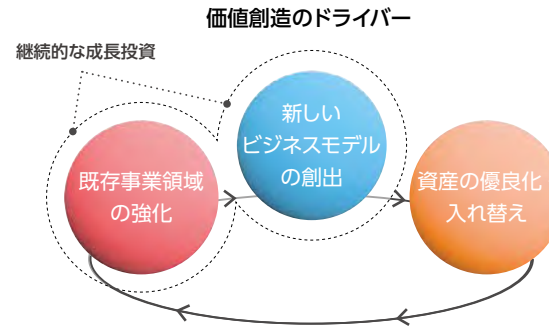 価値創造のドライバー
継続的な成長投資
既存事業領域
の強化
新しい
ビジネスモデル
の創出
資産の優良化
入れ替え